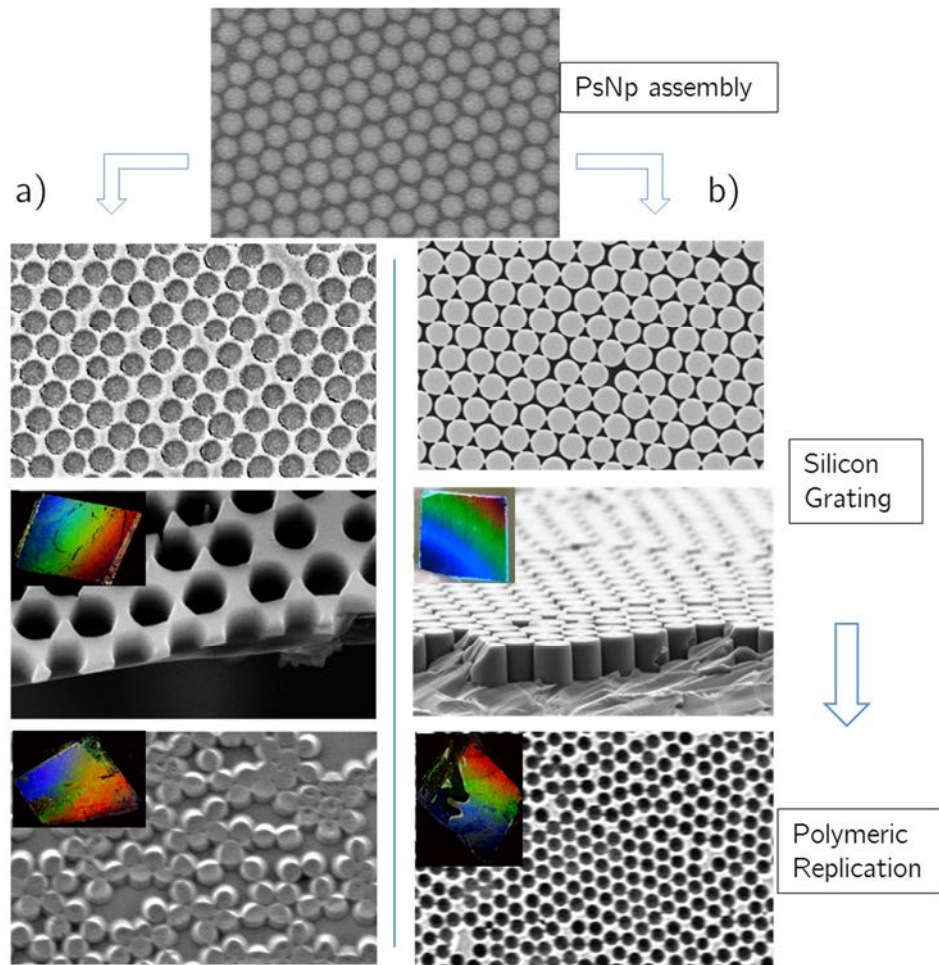 PsNp assembly
a)
b)
Silicon
Grating
Polymeric
Replication